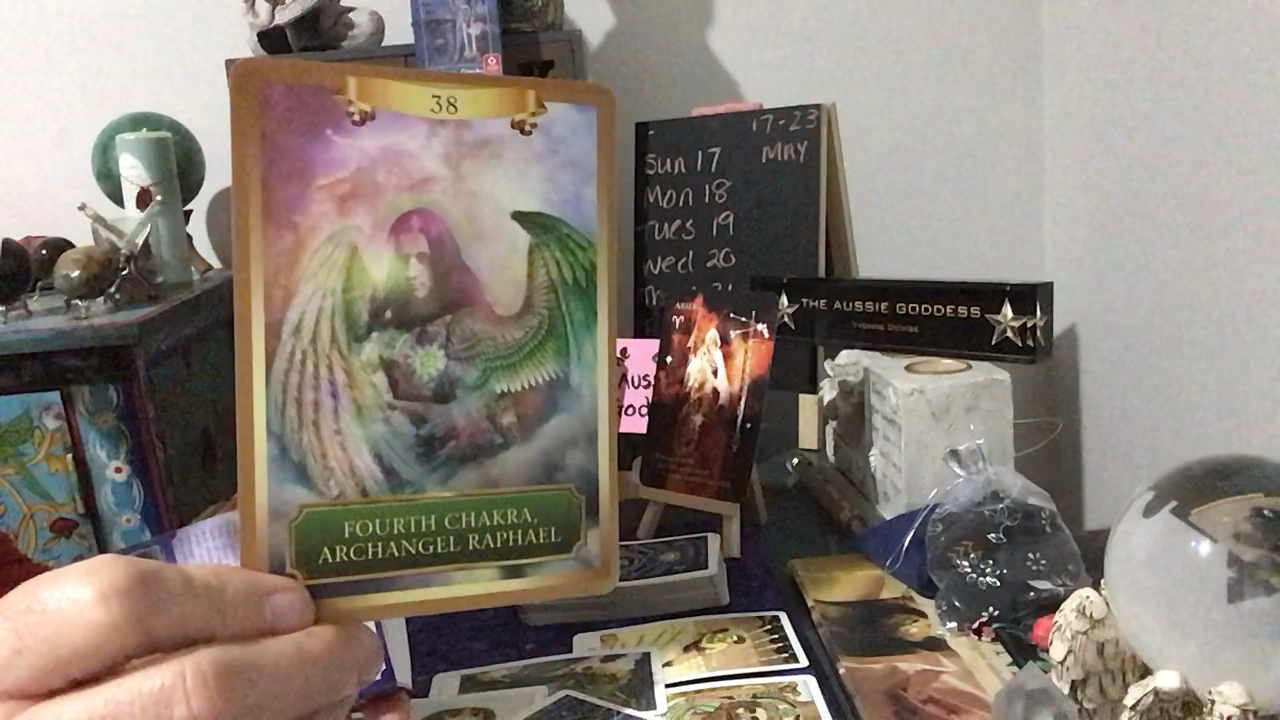 38
FOURTH CHAKRA,
ARCHANGEL RAPHAEL
17-23
MAY
Sun 17
Mon 18
Tues 19
Wed 20
ARIES
THE AUSSIE GODDESS